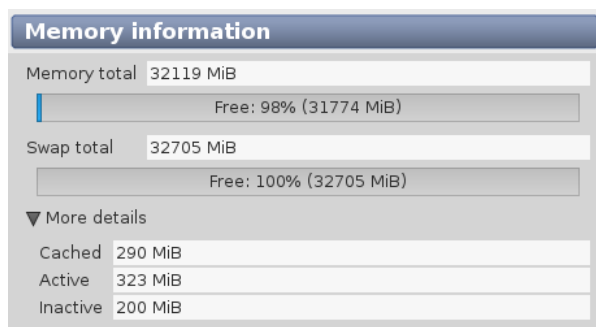 Memory information
Memory total 32119 MiB
Free: 98% (31774 MiB)
Swap total 32705 MiB
Free: 100% (32705 MiB)
More details
Cached 290 MiB
Active 323 MiB
Inactive 200 MiB